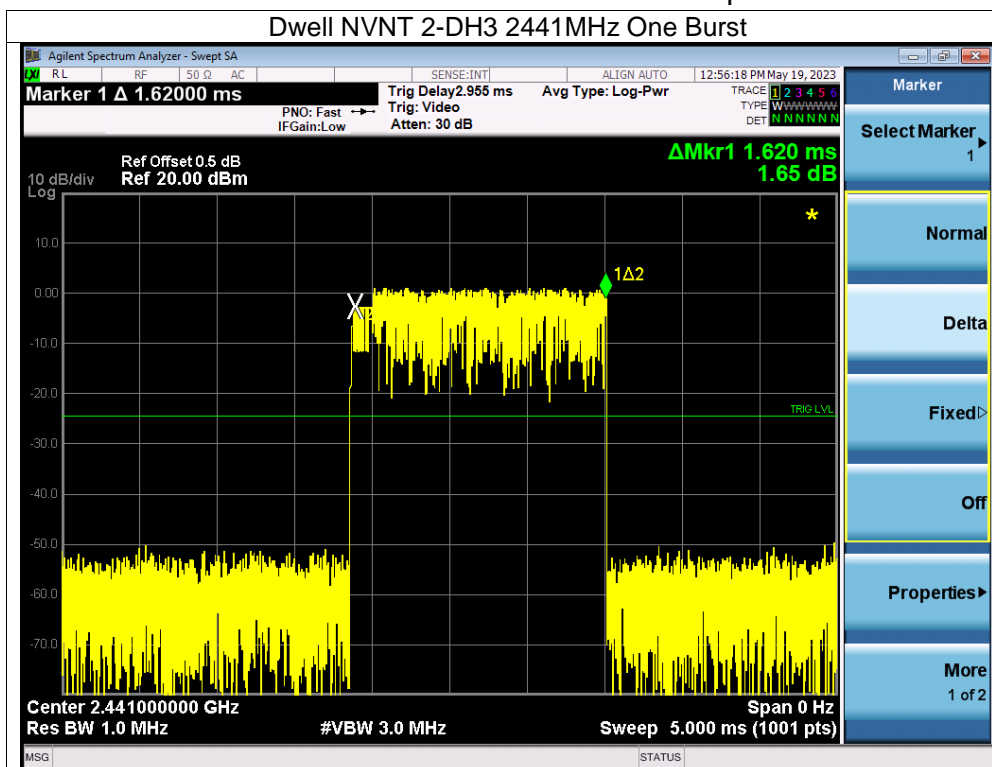 Dwell NVNT 2-DH3 2441MHz One Burst
Agilent Spectrum Analyzer - Swept SA
LXI RL RF 50 Ω AC SENSE:INT ALIGN AUTO 12:56:18 PM May 19, 2023
Marker 1 Δ 1.62000 ms
PNO: Fast
IFGain:Low
Trig Delay2.955 ms
Trig: Video
Atten: 30 dB
Avg Type: Log-Pwr
TRACE 1 2 3 4 5 6
TYPE WWWWWW
DET N N N N N N
ΔMkr1 1.620 ms
1.65 dB
Ref Offset 0.5 dB
10 dB/div Ref 20.00 dBm
Log
10.0
0.00
-10.0
-20.0
-30.0
-40.0
-50.0
-60.0
-70.0
1Δ2
TRIG LVL
Center 2.441000000 GHz Span 0 Hz
Res BW 1.0 MHz #VBW 3.0 MHz Sweep 5.000 ms (1001 pts)
MSG STATUS
Marker
Select Marker
1
Normal
Delta
Fixed
Off
Properties
More
1 of 2